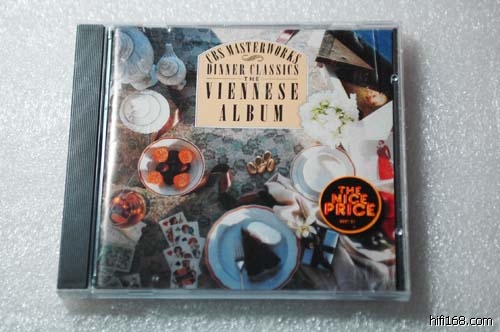 CBS MASTERWORKS
DINNER CLASSICS
THE
VIENNESE
ALBUM
THE
NICE
PRICE
hifi168.com